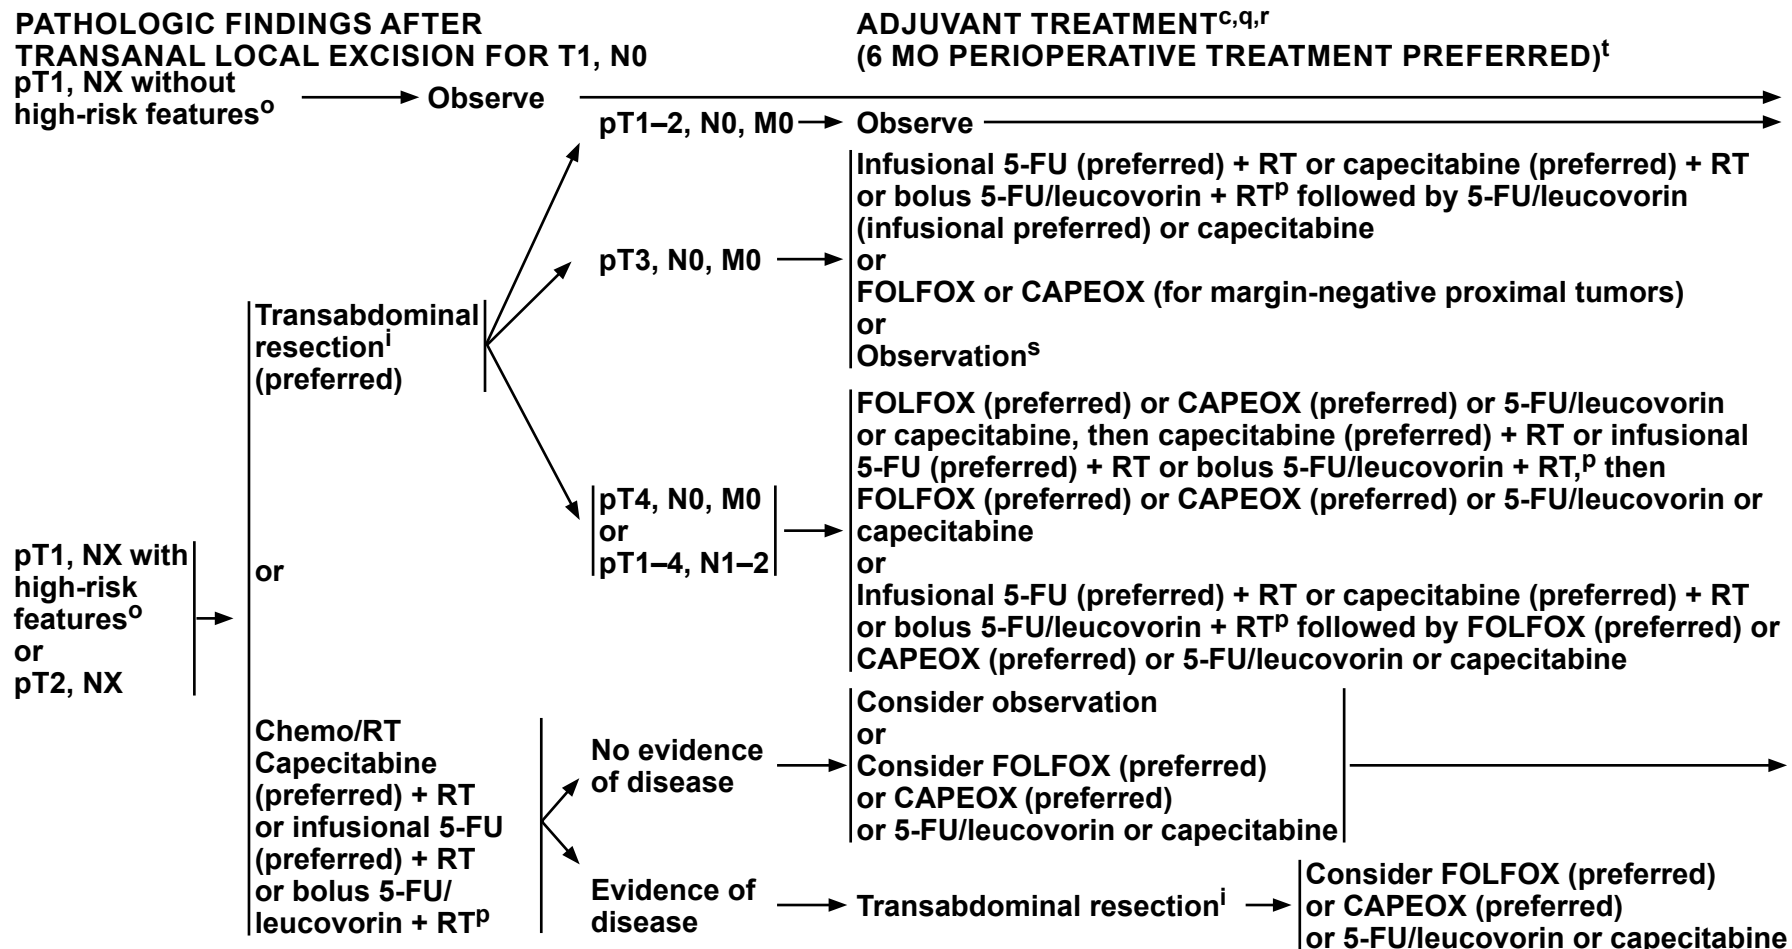 PATHOLOGIC FINDINGS AFTER
TRANSANAL LOCAL EXCISION FOR T1, N0
ADJUVANT TREATMENTc,q,r
(6 MO PERIOPERATIVE TREATMENT PREFERRED)t
pT1, NX without
high-risk featureso
Observe
pT1–2, N0, M0
Observe
pT3, N0, M0
Infusional 5-FU (preferred) + RT or capecitabine (preferred) + RT
or bolus 5-FU/leucovorin + RTp followed by 5-FU/leucovorin
(infusional preferred) or capecitabine
or
FOLFOX or CAPEOX (for margin-negative proximal tumors)
or
Observations
Transabdominal
resectioni
(preferred)
pT4, N0, M0
or
pT1–4, N1–2
FOLFOX (preferred) or CAPEOX (preferred) or 5-FU/leucovorin
or capecitabine, then capecitabine (preferred) + RT or infusional
5-FU (preferred) + RT or bolus 5-FU/leucovorin + RT,p then
FOLFOX (preferred) or CAPEOX (preferred) or 5-FU/leucovorin or
capecitabine
or
Infusional 5-FU (preferred) + RT or capecitabine (preferred) + RT
or bolus 5-FU/leucovorin + RTp followed by FOLFOX (preferred) or
CAPEOX (preferred) or 5-FU/leucovorin or capecitabine
pT1, NX with
high-risk
featureso
or
pT2, NX
or
Chemo/RT
Capecitabine
(preferred) + RT
or infusional 5-FU
(preferred) + RT
or bolus 5-FU/
leucovorin + RTp
No evidence
of disease
Consider observation
or
Consider FOLFOX (preferred)
or CAPEOX (preferred)
or 5-FU/leucovorin or capecitabine
Evidence of
disease
Transabdominal resectioni
Consider FOLFOX (preferred)
or CAPEOX (preferred)
or 5-FU/leucovorin or capecitabine